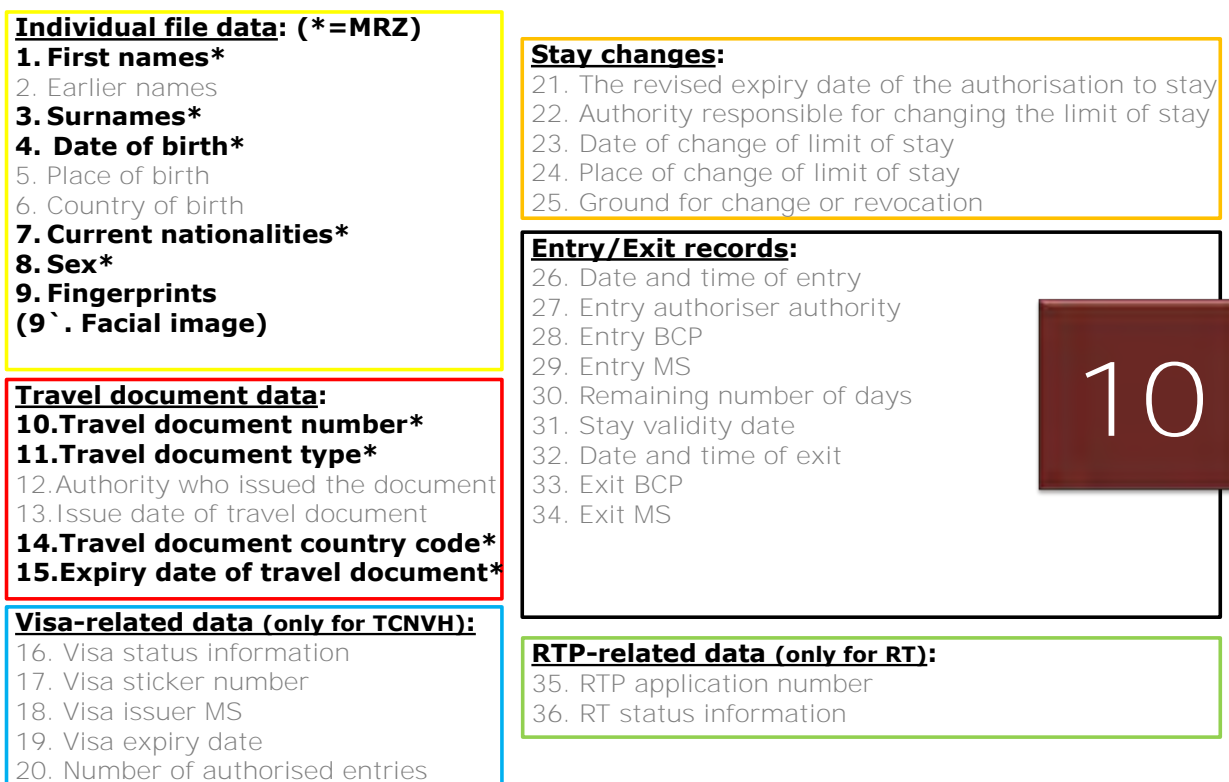 Individual file data: (*=MRZ)
1. First names*
2. Earlier names
3. Surnames*
4. Date of birth*
5. Place of birth
6. Country of birth
7. Current nationalities*
8. Sex*
9. Fingerprints
(9`. Facial image)
Travel document data:
10.Travel document number*
11.Travel document type*
12.Authority who issued the document
13.Issue date of travel document
14.Travel document country code*
15.Expiry date of travel document*
Visa-related data (only for TCNVH):
16. Visa status information
17. Visa sticker number
18. Visa issuer MS
19. Visa expiry date
20. Number of authorised entries
Stay changes:
21. The revised expiry date of the authorisation to stay
22. Authority responsible for changing the limit of stay
23. Date of change of limit of stay
24. Place of change of limit of stay
25. Ground for change or revocation
Entry/Exit records:
26. Date and time of entry
27. Entry authoriser authority
28. Entry BCP
29. Entry MS
30. Remaining number of days
31. Stay validity date
32. Date and time of exit
33. Exit BCP
34. Exit MS
10
RTP-related data (only for RT):
35. RTP application number
36. RT status information